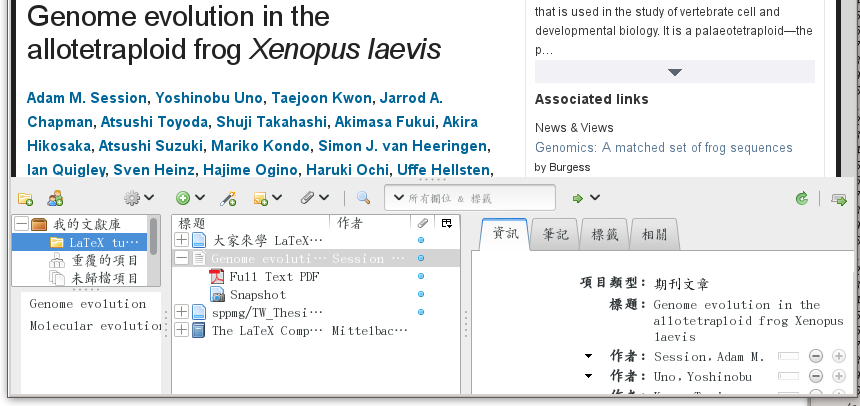 Genome evolution in the
allotetraploid frog Xenopus laevis
Adam M. Session, Yoshinobu Uno, Taejoon Kwon, Jarrod A.
Chapman, Atsushi Toyoda, Shuji Takahashi, Akimasa Fukui, Akira
Hikosaka, Atsushi Suzuki, Mariko Kondo, Simon J. van Heeringen,
Ian Quigley, Sven Heinz, Hajime Ogino, Haruki Ochi, Uffe Hellsten,
that is used in the study of vertebrate cell and
developmental biology. It is a palaeotetraploid—the
p…
Associated links
News & Views
Genomics: A matched set of frog sequences
by Burgess
所有欄位 & 標籤
我的文獻庫
LaTeX tu…
重覆的項目
未歸檔項目
Genome evolution
Molecular evolution
標題 作者
大家來學 LaTeX…
Genome evoluti… Session …
Full Text PDF
Snapshot
sppmg/TW_Thesi…
The LaTeX Comp… Mittelbac…
資訊 筆記 標籤 相關
項目類型: 期刊文章
標題: Genome evolution in the
allotetraploid frog Xenopus
laevis
作者: Session, Adam M.
作者: Uno, Yoshinobu